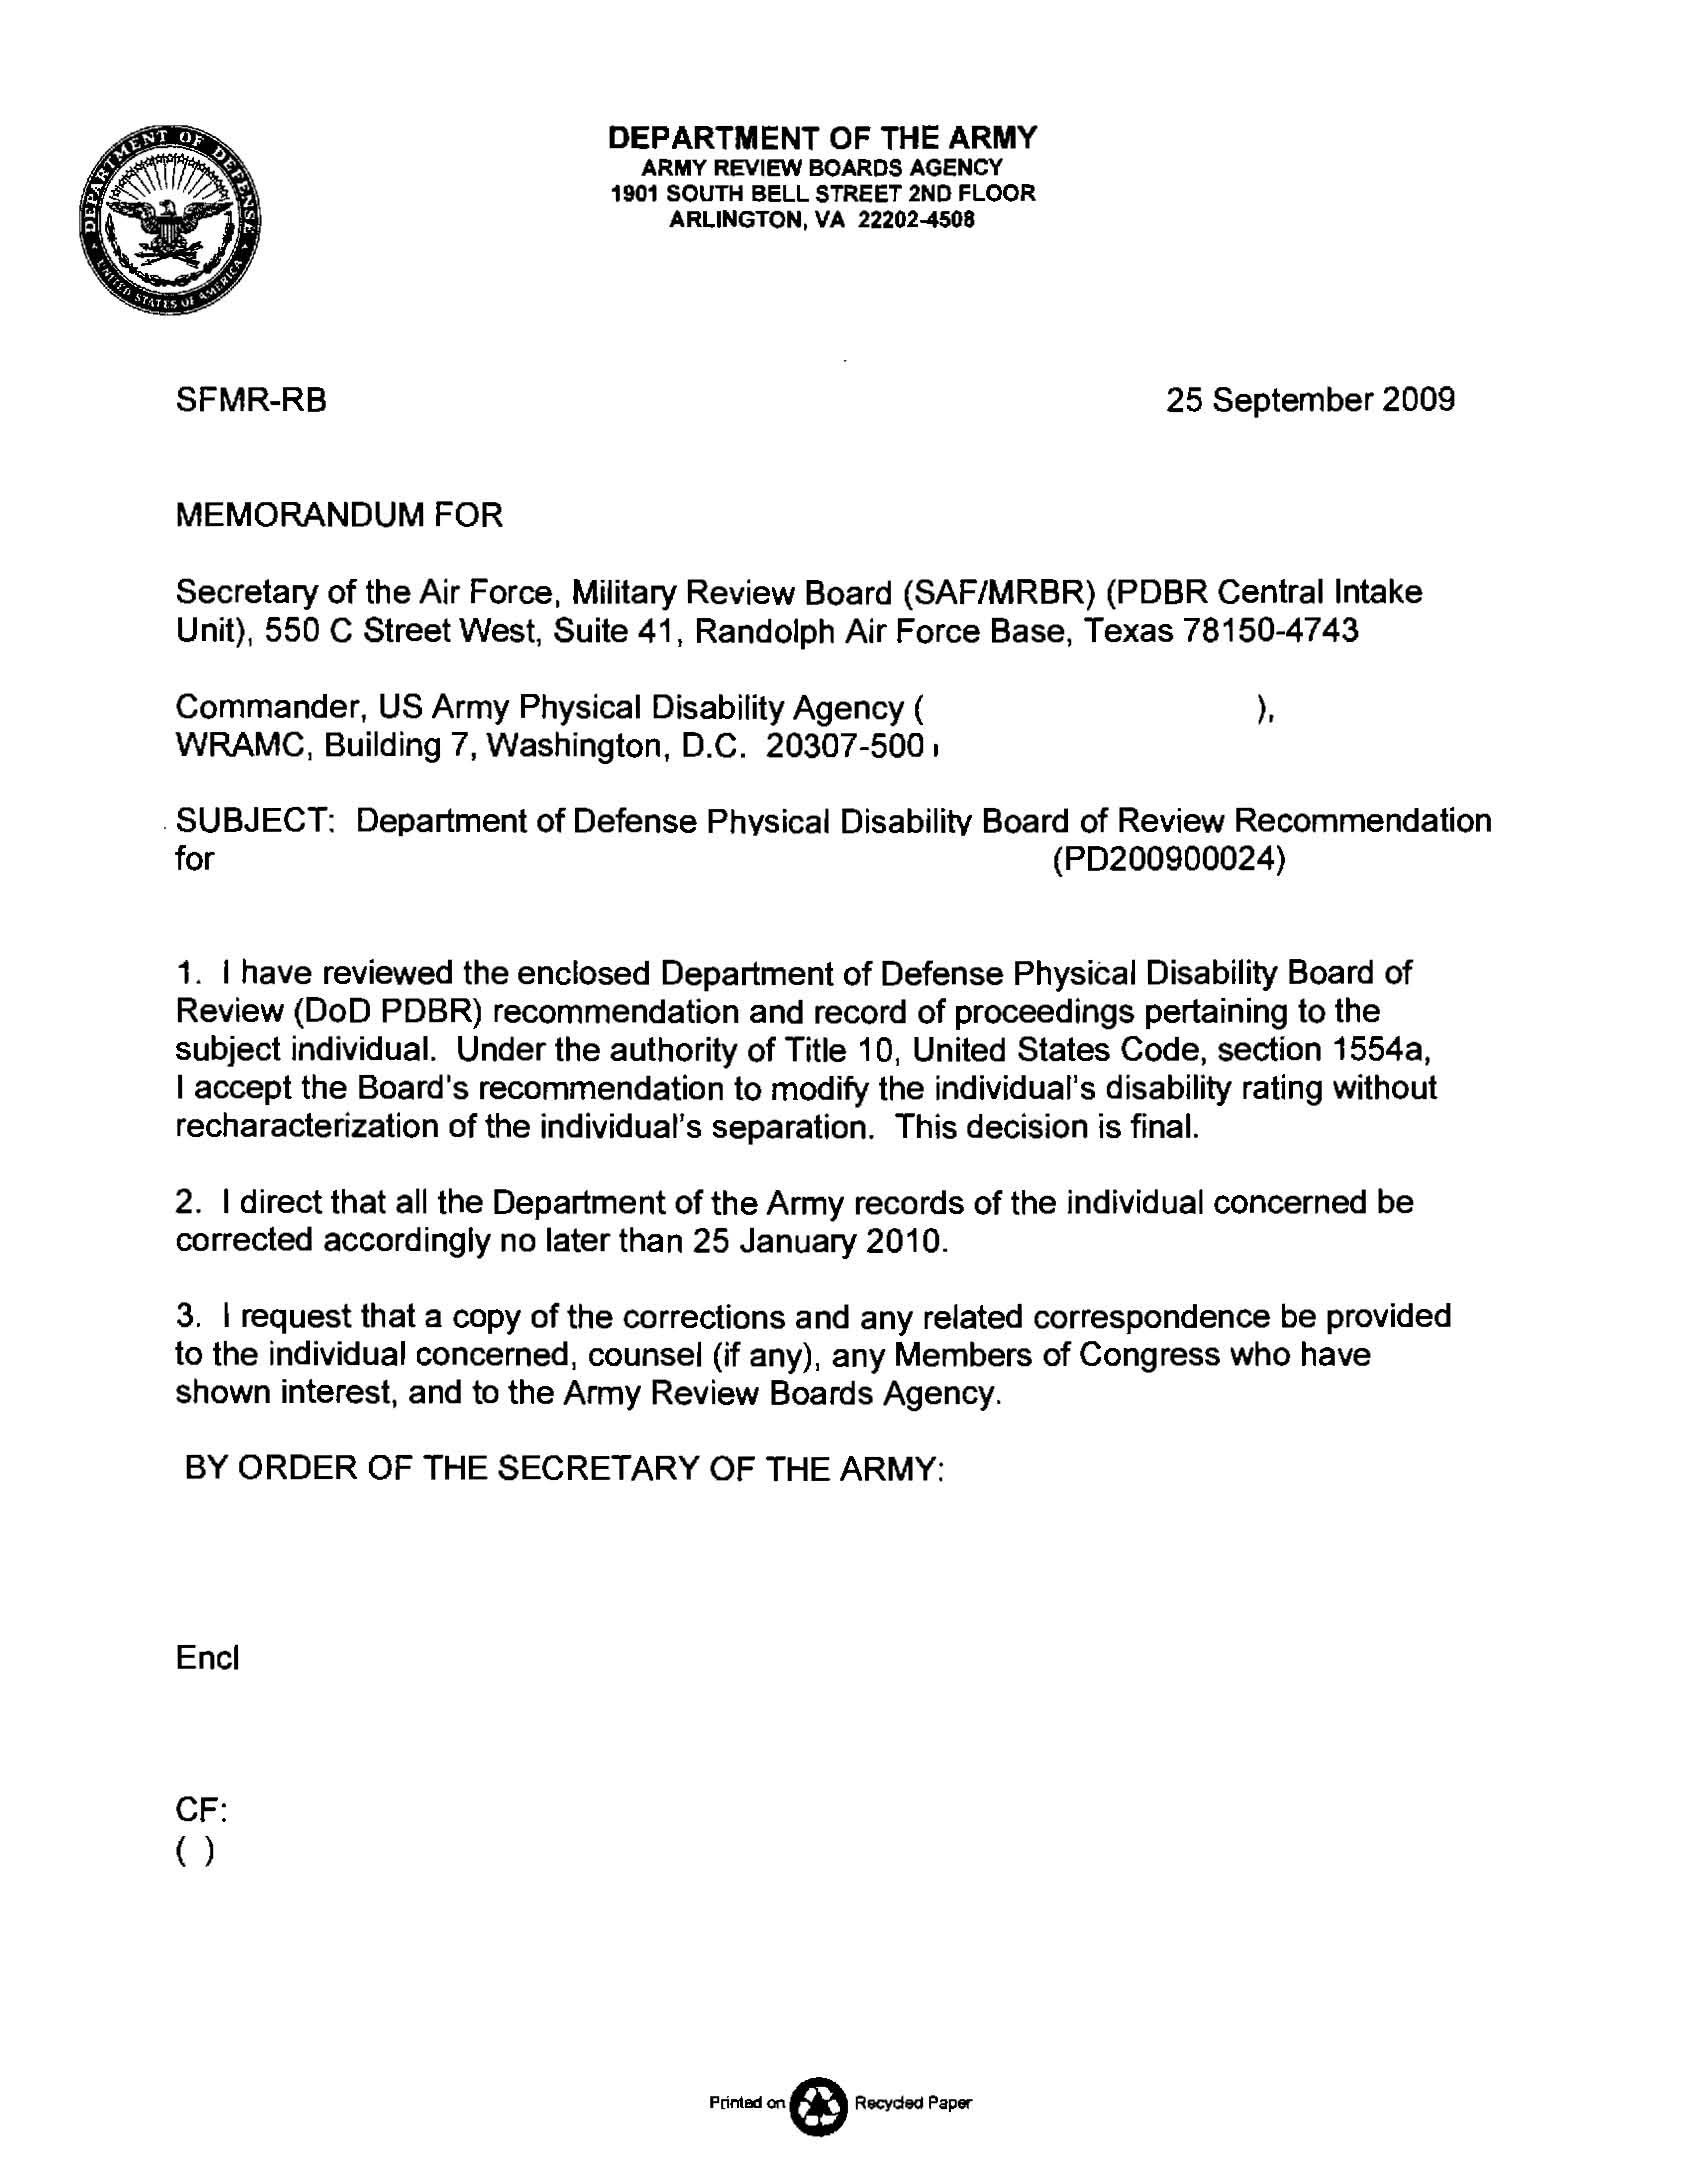 DEPARTMENT OF DEFENSE
UNITED STATES OF AMERICA
DEPARTMENT OF THE ARMY
ARMY REVIEW BOARDS AGENCY
1901 SOUTH BELL STREET 2ND FLOOR
ARLINGTON, VA 22202-4508
SFMR-RB 25 September 2009
MEMORANDUM FOR
Secretary of the Air Force, Military Review Board (SAF/MRBR) (PDBR Central Intake
Unit), 550 C Street West, Suite 41, Randolph Air Force Base, Texas 78150-4743
Commander, US Army Physical Disability Agency ( ),
WRAMC, Building 7, Washington, D.C. 20307-500
SUBJECT: Department of Defense Physical Disability Board of Review Recommendation
for (PD200900024)
1. I have reviewed the enclosed Department of Defense Physical Disability Board of
Review (DoD PDBR) recommendation and record of proceedings pertaining to the
subject individual. Under the authority of Title 10, United States Code, section 1554a,
I accept the Board's recommendation to modify the individual's disability rating without
recharacterization of the individual's separation. This decision is final.
2. I direct that all the Department of the Army records of the individual concerned be
corrected accordingly no later than 25 January 2010.
3. I request that a copy of the corrections and any related correspondence be provided
to the individual concerned, counsel (if any), any Members of Congress who have
shown interest, and to the Army Review Boards Agency.
BY ORDER OF THE SECRETARY OF THE ARMY:
Encl
CF:
( )
Printed on Recycled Paper